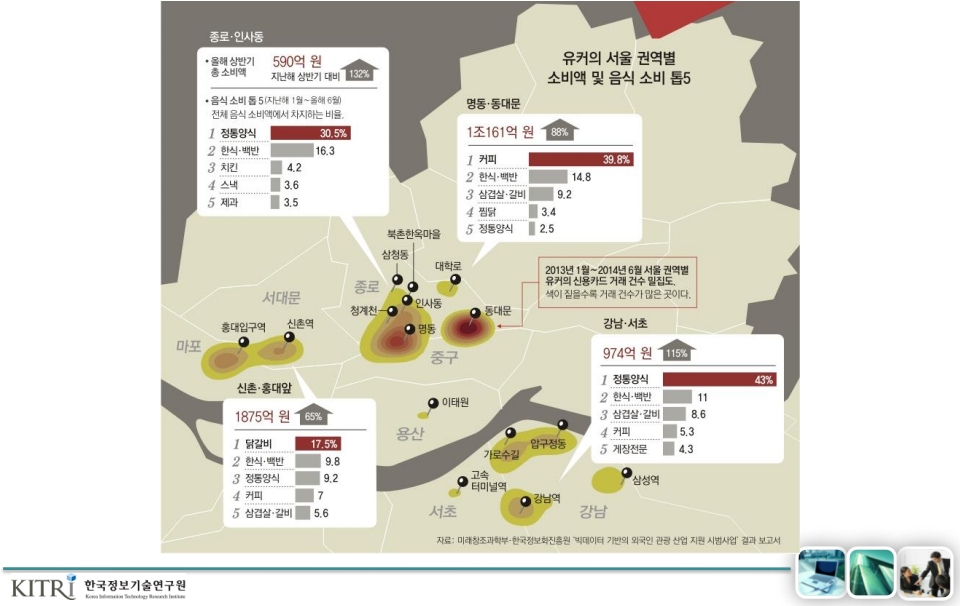 유커의 서울 권역별
소비액 및 음식 소비 톱5
종로·인사동
• 올해 상반기
총 소비액
590억 원
지난해 상반기 대비
132%
• 음식 소비 톱 5 (지난해 1월~올해 6월)
전체 음식 소비액에서 차지하는 비율.
1 정통양식 30.5%
2 한식·백반 16.3
3 치킨 4.2
4 스낵 3.6
5 제과 3.5
명동·동대문
1조161억 원 88%
1 커피 39.8%
2 한식·백반 14.8
3 삼겹살·갈비 9.2
4 찜닭 3.4
5 정통양식 2.5
북촌한옥마을
삼청동
대학로
종로
청계천
인사동
명동
동대문
중구
2013년 1월~2014년 6월 서울 권역별
유커의 신용카드 거래 건수 밀집도.
색이 짙을수록 거래 건수가 많은 곳이다.
서대문
홍대입구역
신촌역
마포
신촌·홍대앞
1875억 원 65%
1 닭갈비 17.5%
2 한식·백반 9.8
3 정통양식 9.2
4 커피 7
5 삼겹살·갈비 5.6
강남·서초
974억 원 115%
1 정통양식 43%
2 한식·백반 11
3 삼겹살·갈비 8.6
4 커피 5.3
5 게장전문 4.3
이태원
용산
가로수길
압구정동
고속
터미널역
서초
강남역
강남
삼성역
자료: 미래창조과학부·한국정보화진흥원 '빅데이터 기반의 외국인 관광 산업 지원 시범사업' 결과 보고서
KITRI 한국정보기술연구원
Korea Information Technology Research Institute